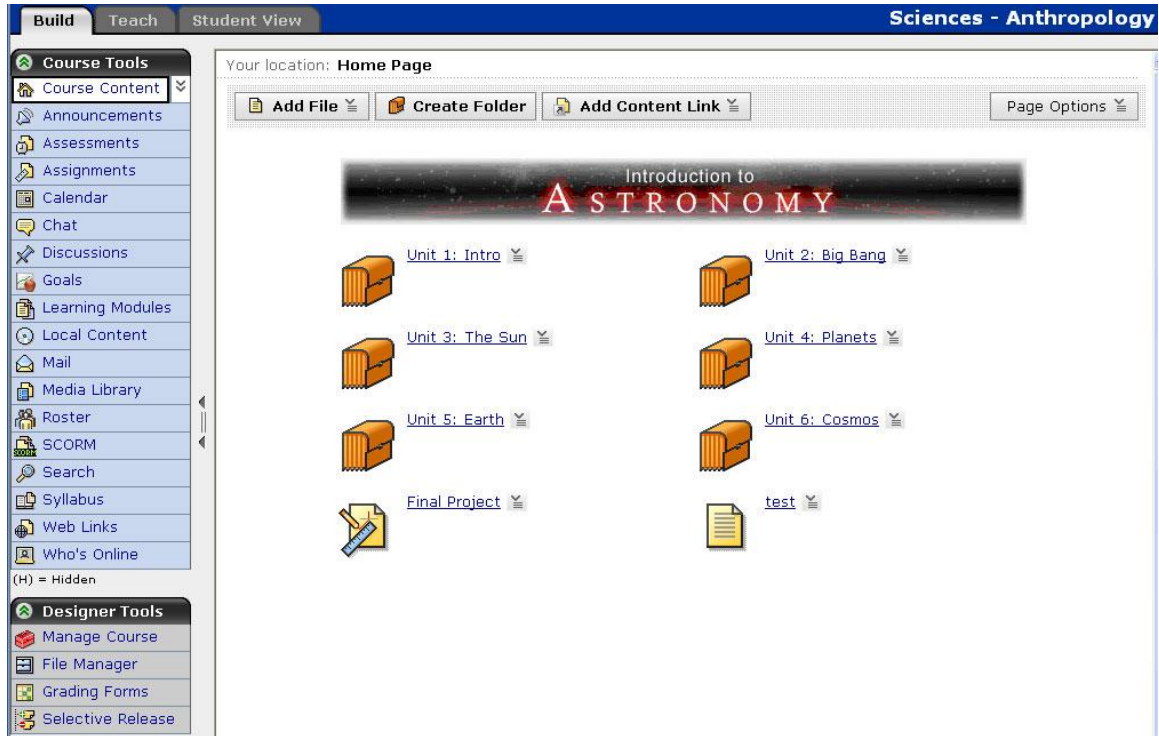 Build Teach Student View Sciences - Anthropology
Course Tools
Course Content
Announcements
Assessments
Assignments
Calendar
Chat
Discussions
Goals
Learning Modules
Local Content
Mail
Media Library
Roster
SCORM
Search
Syllabus
Web Links
Who's Online
(H) = Hidden
Designer Tools
Manage Course
File Manager
Grading Forms
Selective Release
Your location: Home Page
Add File Create Folder Add Content Link Page Options
Introduction to
ASTRONOMY
Unit 1: Intro Unit 2: Big Bang
Unit 3: The Sun Unit 4: Planets
Unit 5: Earth Unit 6: Cosmos
Final Project test